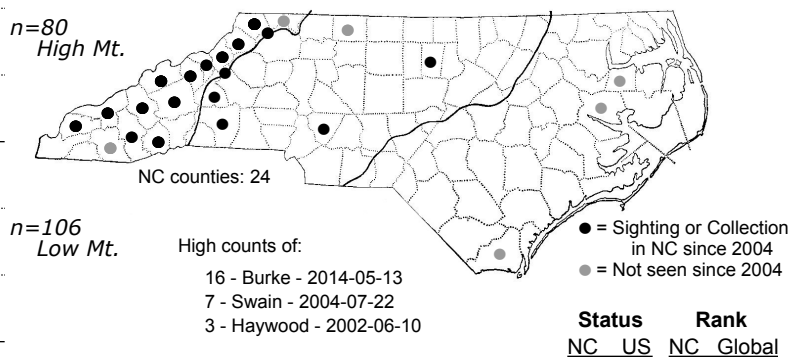 n=80
High Mt.
NC counties: 24
n=106
Low Mt.
High counts of:
16 - Burke - 2014-05-13
7 - Swain - 2004-07-22
3 - Haywood - 2002-06-10
= Sighting or Collection
in NC since 2004
= Not seen since 2004
Status Rank
NC US NC Global